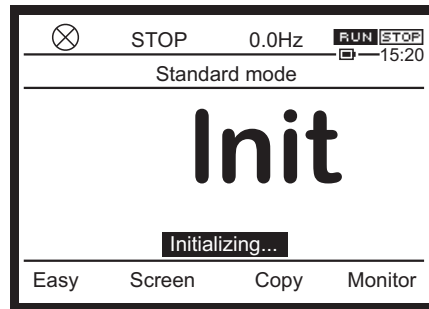 STOP 0.0Hz RUN STOP
15:20
Standard mode
Init
Initializing...
Easy Screen Copy Monitor